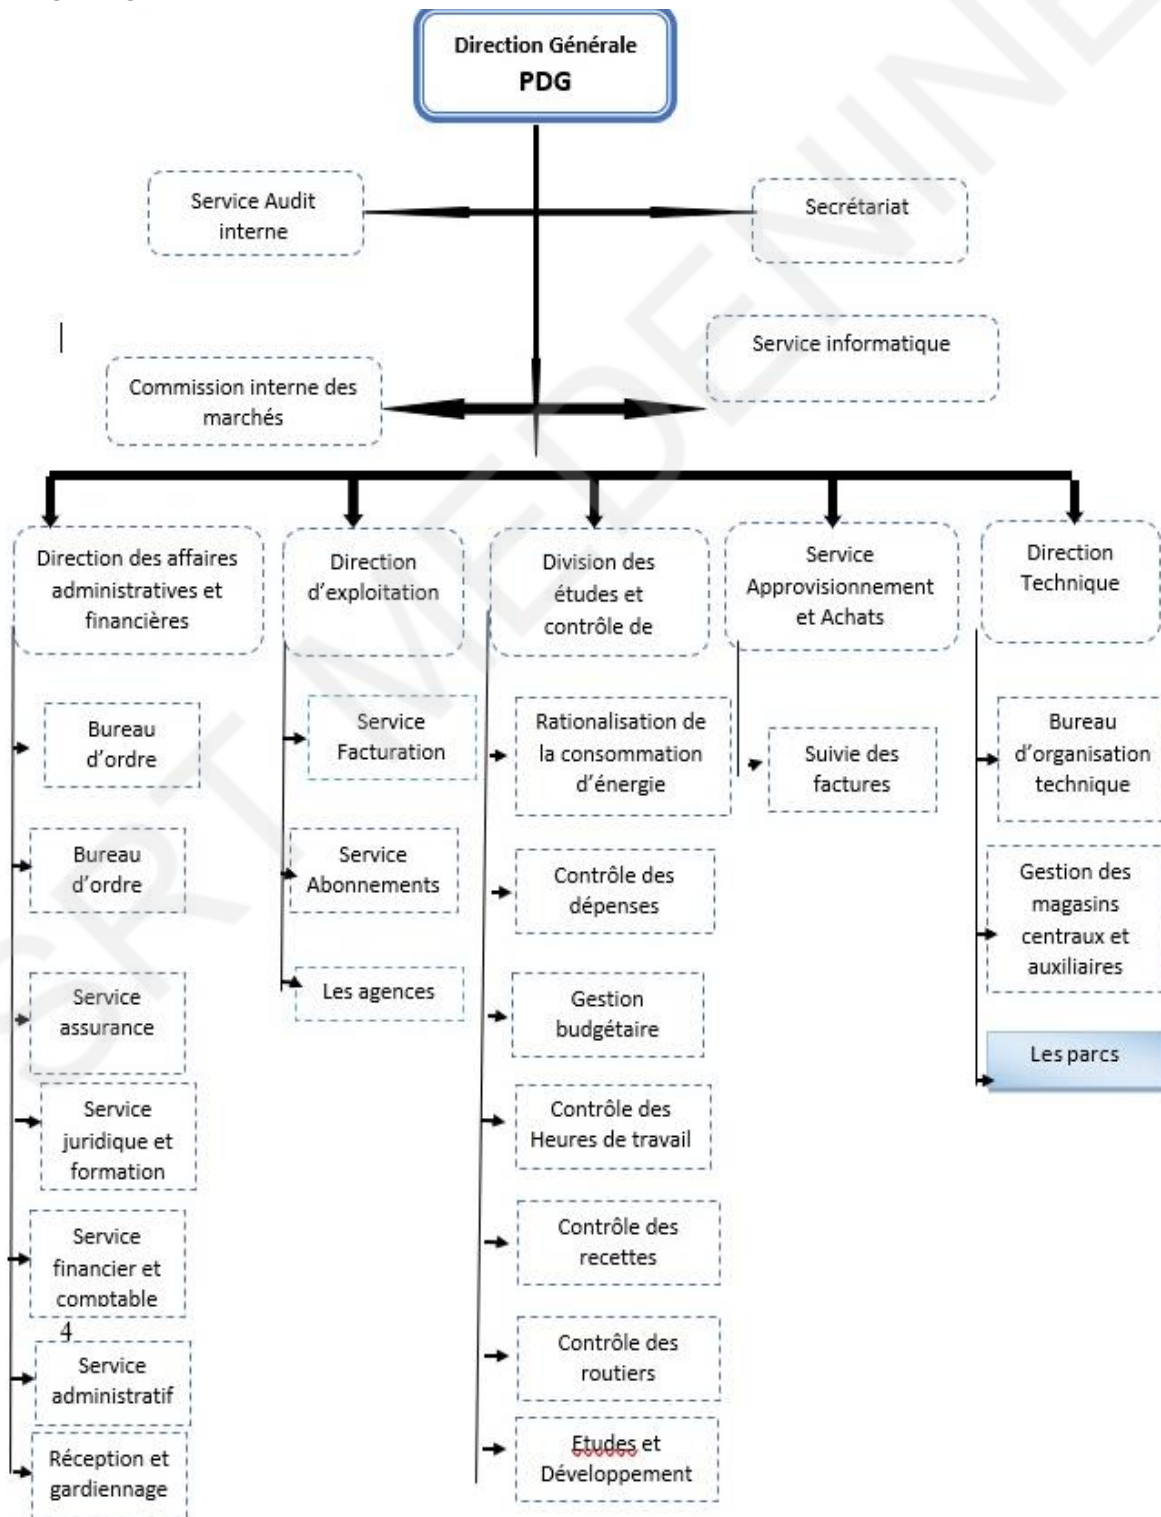 Direction Générale
PDG
Service Audit
interne
Secrétariat
Service informatique
Commission interne des
marchés
Direction des affaires
administratives et
financières
Direction
d'exploitation
Division des
études et
contrôle de
Service
Approvisionnement
et Achats
Direction
Technique
Bureau
d'ordre
Bureau
d'ordre
Service
assurance
Service
juridique et
formation
Service
financier et
comptable
4
Service
administratif
Réception et
gardiennage
Service
Facturation
Service
Abonnements
Les agences
Rationalisation de
la consommation
d'énergie
Contrôle des
dépenses
Gestion
budgétaire
Contrôle des
Heures de travail
Contrôle des
recettes
Contrôle des
routiers
Etudes et
Développement
Suivie des
factures
Bureau
d'organisation
technique
Gestion des
magasins
centraux et
auxiliaires
Les parcs
SRT MEDENINE